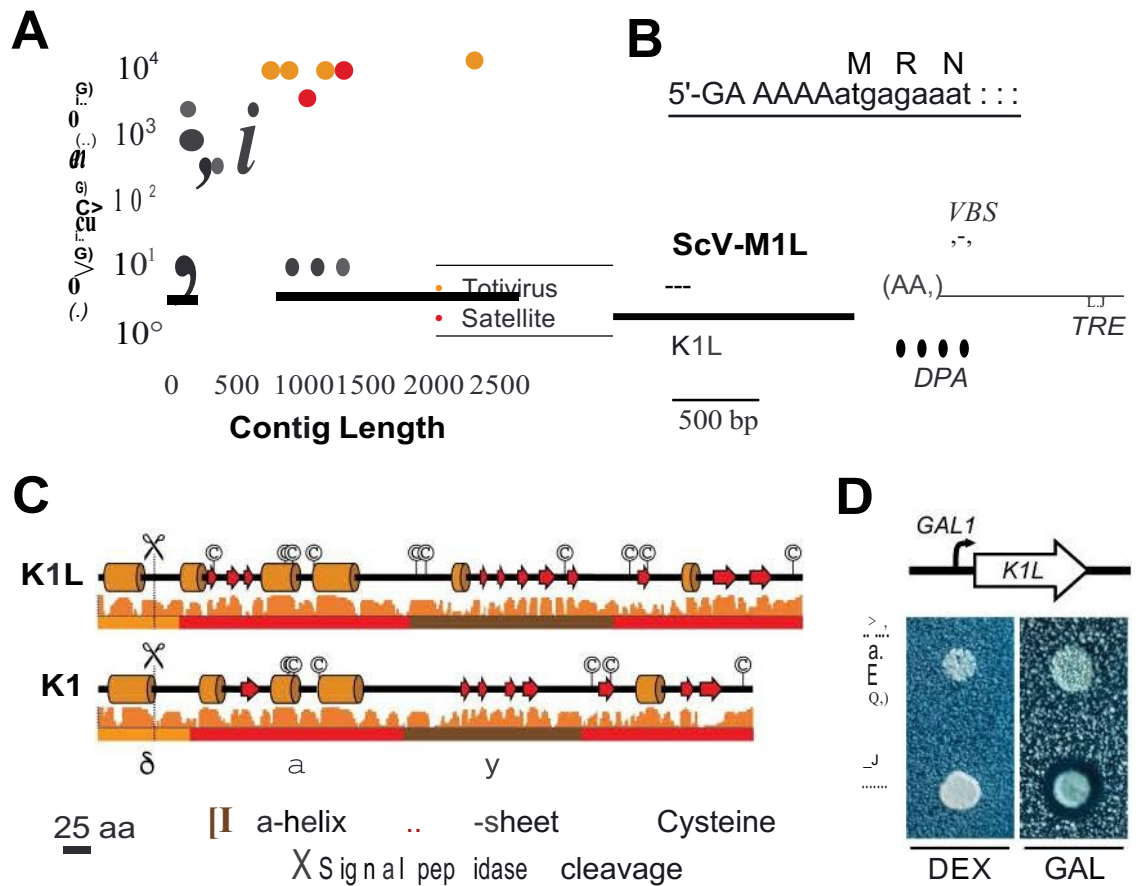 A
10⁴
10³
10²
10¹
10°
0 500 1000 1500 2000 2500
Contig Length
Totivirus
Satellite
B
M R N
5'-GA AAAAatgagaaat : : :
VBS
ScV-M1L
(AA,)
TRE
K1L
DPA
500 bp
C
K1L
© © © © © © © © © ©
K1
© © © © © ©
δ a y
25 aa
a-helix
-sheet
Cysteine
X Signal pep idase cleavage
D
GAL1
K1L
DEX GAL